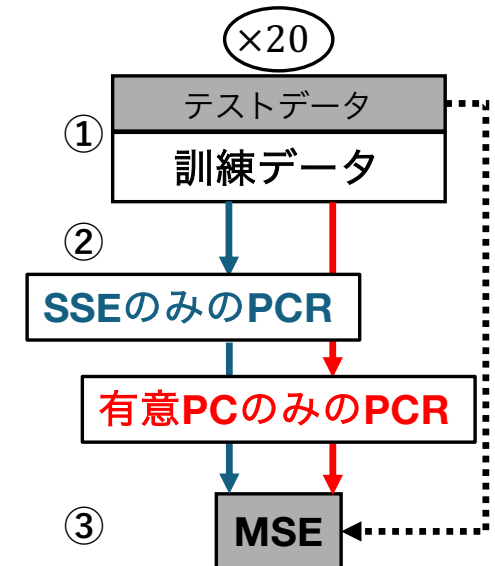 ×20
テストデータ
①
訓練データ
②
SSEのみのPCR
有意PCのみのPCR
③
MSE